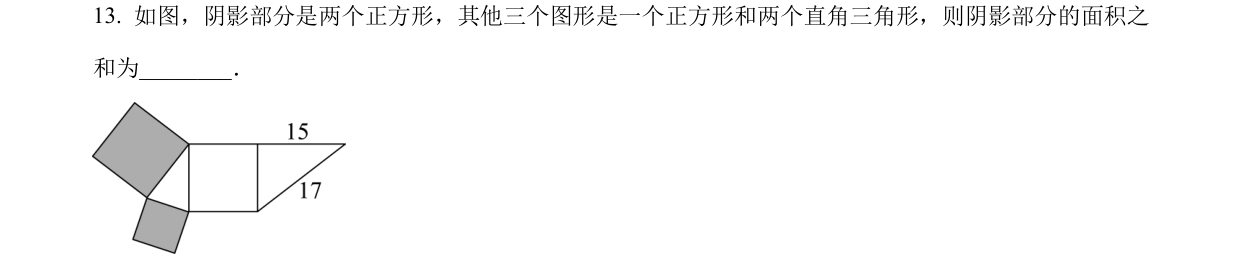 13. 如图，阴影部分是两个正方形，其他三个图形是一个正方形和两个直角三角形，则阴影部分的面积之
和为________．
15
17